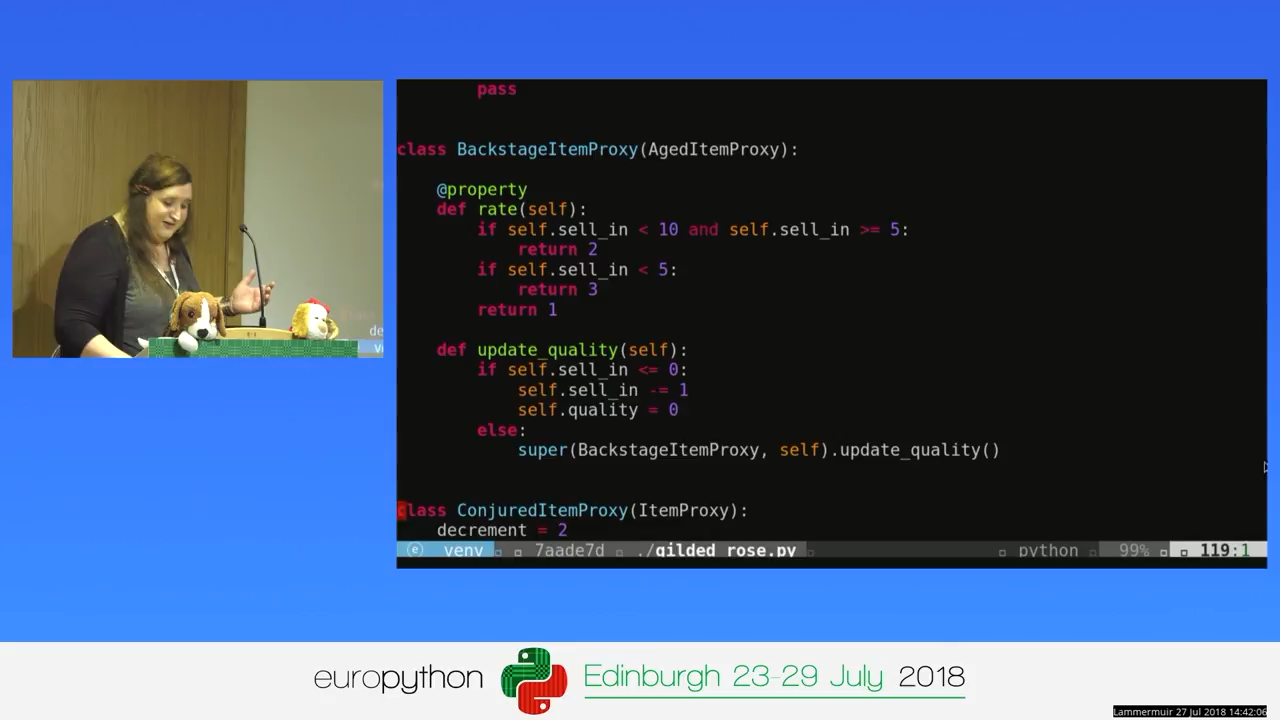 pass
class BackstageItemProxy(AgedItemProxy):
@property
def rate(self):
if self.sell_in < 10 and self.sell_in >= 5:
return 2
if self.sell_in < 5:
return 3
return 1
def update_quality(self):
if self.sell_in <= 0:
self.sell_in -= 1
self.quality = 0
else:
super(BackstageItemProxy, self).update_quality()
class ConjuredItemProxy(ItemProxy):
decrement = 2
venv 7aade7d ./gilded_rose.py python 99% 119:1
europython Edinburgh 23-29 July 2018
Lammermuir 27 Jul 2018 14:42:06